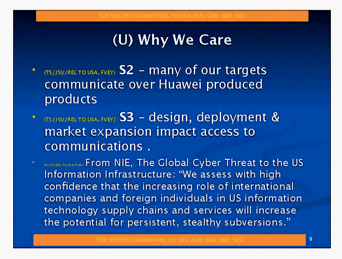 TOP SECRET//COMINT//REL TO USA, AUS, CAN, GBR, NZL
(U) Why We Care
(TS//SI//REL TO USA, FVEY) S2 – many of our targets
communicate over Huawei produced
products
(TS//SI//REL TO USA, FVEY) S3 – design, deployment &
market expansion impact access to
communications .
From NIE, The Global Cyber Threat to the US
Information Infrastructure: “We assess with high
confidence that the increasing role of international
companies and foreign individuals in US information
technology supply chains and services will increase
the potential for persistent, stealthy subversions.”
TOP SECRET//COMINT//REL TO USA, AUS, CAN, GBR, NZL
9